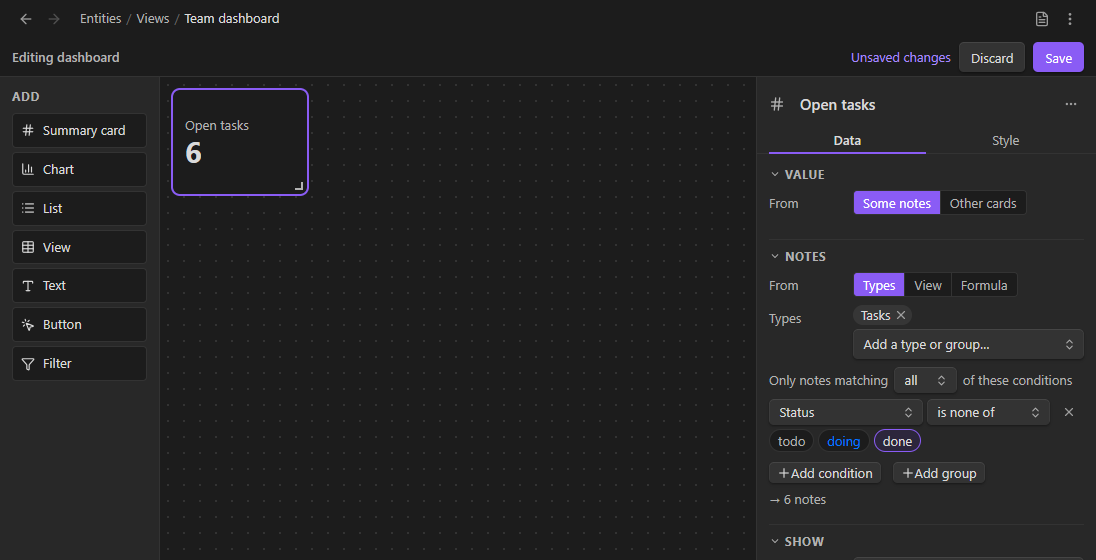 Entities / Views / Team dashboard
Editing dashboard
Unsaved changes
Discard
Save
ADD
Summary card
Chart
List
View
Text
Button
Filter
Open tasks
6
Open tasks
Data
Style
VALUE
From
Some notes
Other cards
NOTES
From
Types
View
Formula
Types
Tasks
Add a type or group...
Only notes matching all of these conditions
Status
is none of
todo
doing
done
+Add condition
+Add group
→ 6 notes
SHOW